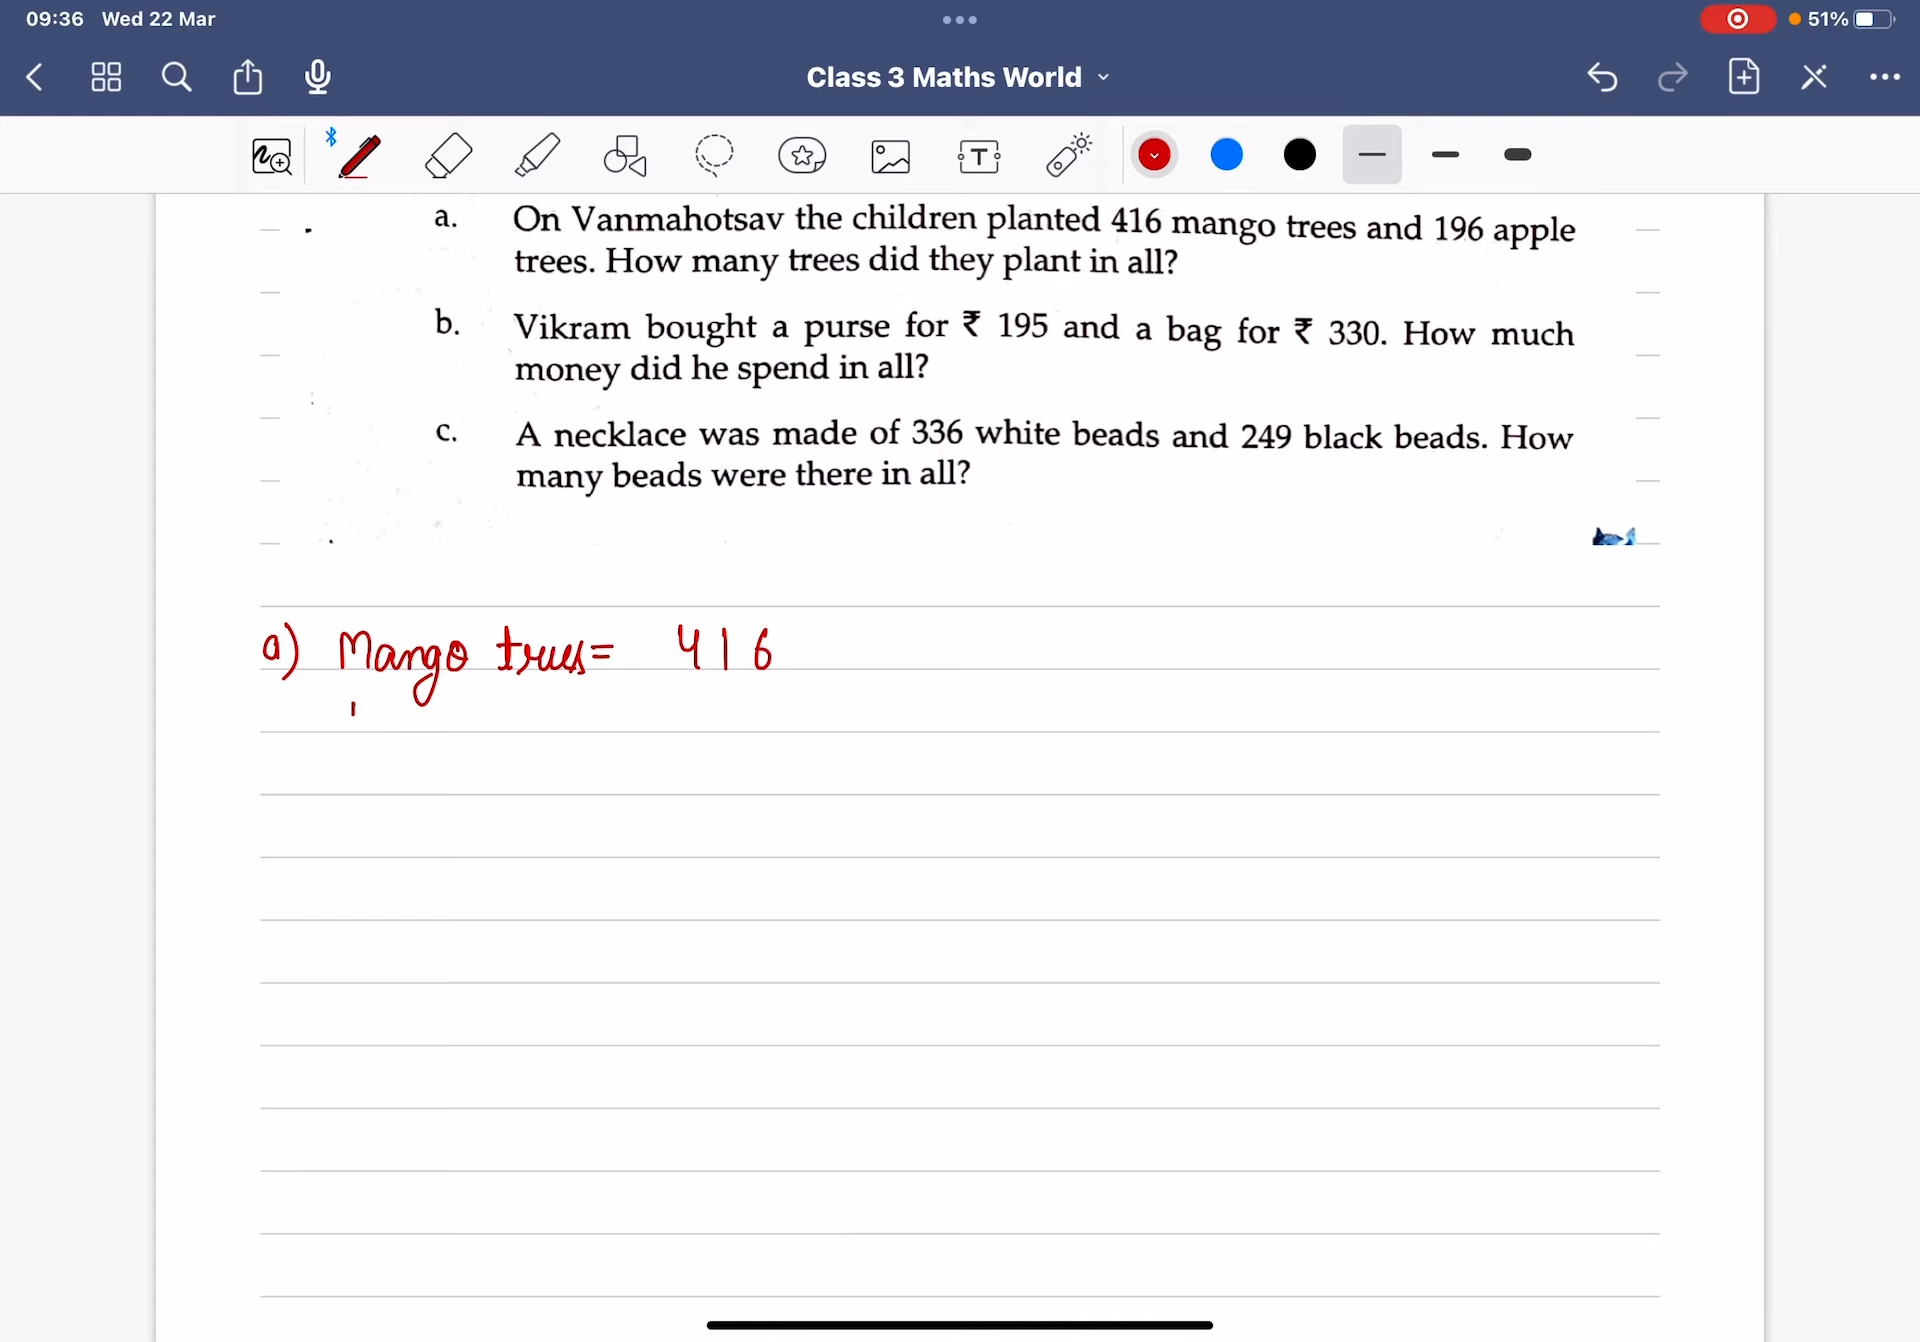 09:36 Wed 22 Mar
51%
Class 3 Maths World
T
a. On Vanmahotsav the children planted 416 mango trees and 196 apple
trees. How many trees did they plant in all?
b. Vikram bought a purse for ₹ 195 and a bag for ₹ 330. How much
money did he spend in all?
c. A necklace was made of 336 white beads and 249 black beads. How
many beads were there in all?
a) Mango trees = 416